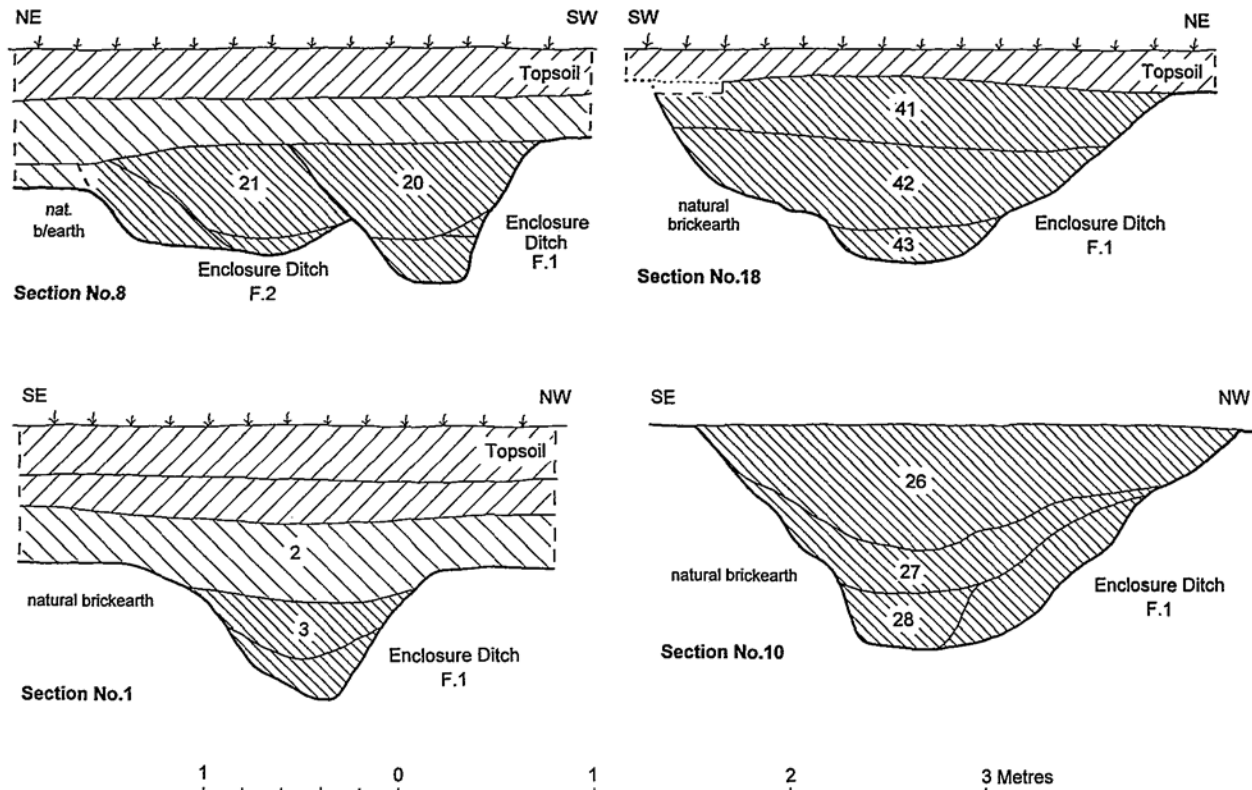 NE
SW
Topsoil
21
20
nat.
b/earth
Enclosure
Ditch
F.1
Enclosure Ditch
F.2
Section No.8
SW
NE
Topsoil
41
42
43
natural
brickearth
Enclosure Ditch
F.1
Section No.18
SE
NW
Topsoil
2
natural brickearth
3
Enclosure Ditch
F.1
Section No.1
SE
NW
26
27
natural brickearth
28
Enclosure Ditch
F.1
Section No.10
1 0 1 2 3 Metres